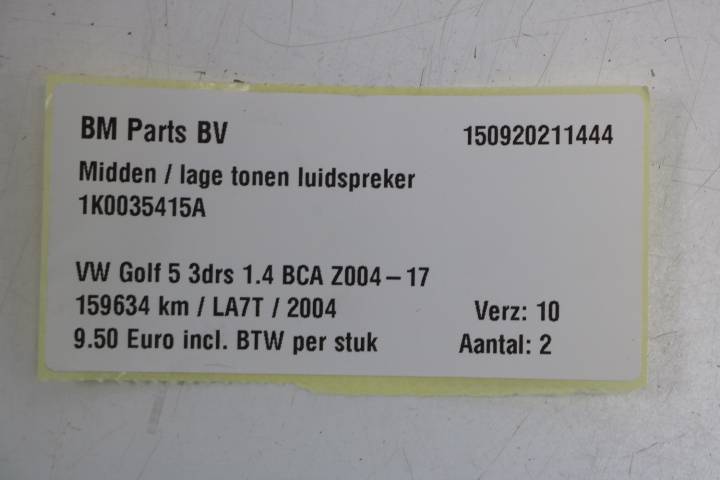 BM Parts BV 150920211444
Midden / lage tonen luidspreker
1K0035415A
VW Golf 5 3drs 1.4 BCA Z004-17
159634 km / LA7T / 2004 Verz: 10
9.50 Euro incl. BTW per stuk Aantal: 2